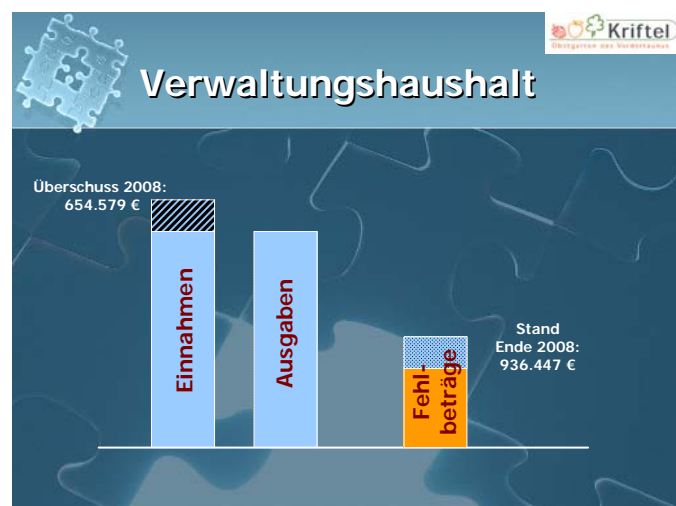 Kriftel
Obstgarten des Vordertaunus
Verwaltungshaushalt
Überschuss 2008:
654.579 €
Einnahmen
Ausgaben
Fehl-
beträge
Stand
Ende 2008:
936.447 €